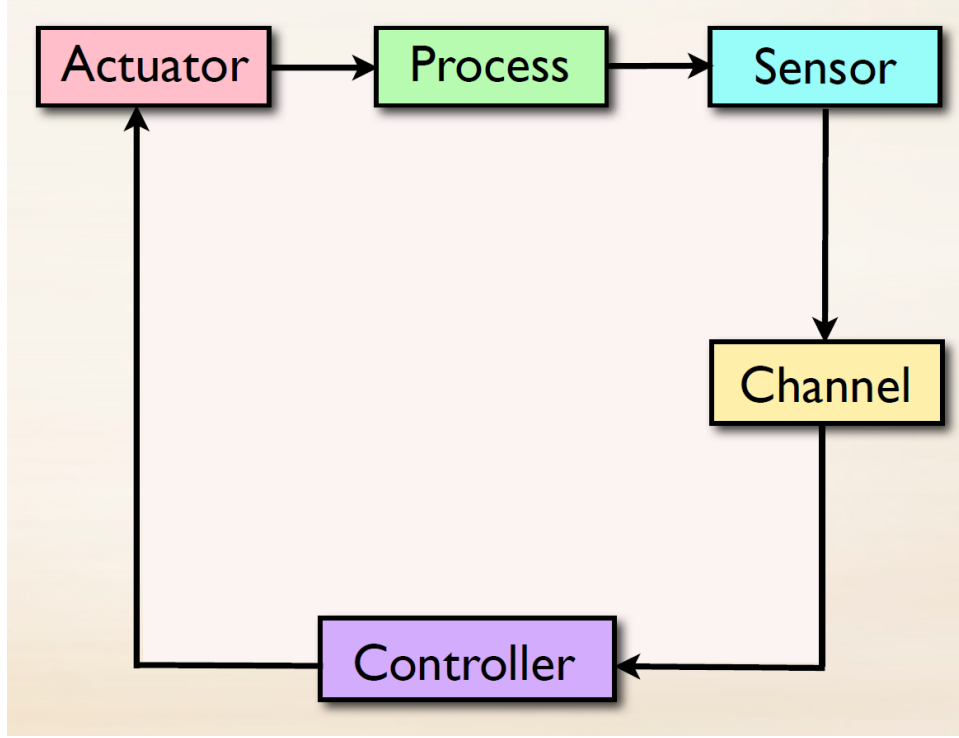 Actuator
Process
Sensor
Channel
Controller